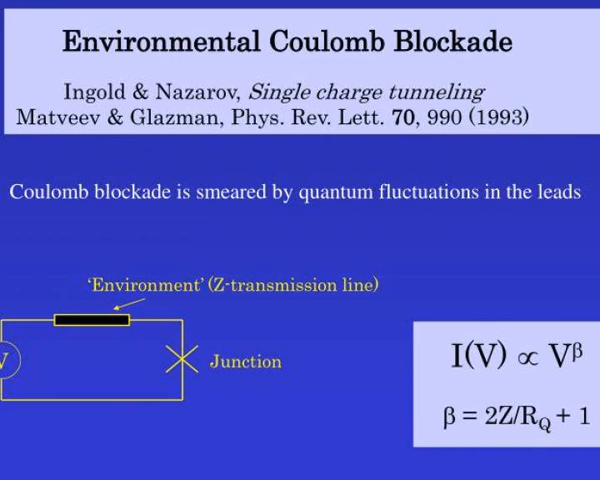 Environmental Coulomb Blockade
Ingold & Nazarov, Single charge tunneling
Matveev & Glazman, Phys. Rev. Lett. 70, 990 (1993)
Coulomb blockade is smeared by quantum fluctuations in the leads
‘Environment’ (Z-transmission line)
V
Junction
I(V) ∝ V^β
β = 2Z/R_Q + 1